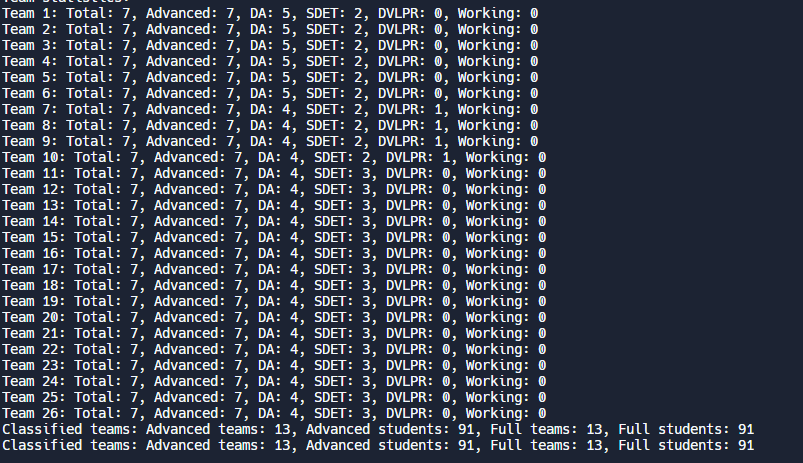 Team statistics:
Team 1: Total: 7, Advanced: 7, DA: 5, SDET: 2, DVLPR: 0, Working: 0
Team 2: Total: 7, Advanced: 7, DA: 5, SDET: 2, DVLPR: 0, Working: 0
Team 3: Total: 7, Advanced: 7, DA: 5, SDET: 2, DVLPR: 0, Working: 0
Team 4: Total: 7, Advanced: 7, DA: 5, SDET: 2, DVLPR: 0, Working: 0
Team 5: Total: 7, Advanced: 7, DA: 5, SDET: 2, DVLPR: 0, Working: 0
Team 6: Total: 7, Advanced: 7, DA: 5, SDET: 2, DVLPR: 0, Working: 0
Team 7: Total: 7, Advanced: 7, DA: 4, SDET: 2, DVLPR: 1, Working: 0
Team 8: Total: 7, Advanced: 7, DA: 4, SDET: 2, DVLPR: 1, Working: 0
Team 9: Total: 7, Advanced: 7, DA: 4, SDET: 2, DVLPR: 1, Working: 0
Team 10: Total: 7, Advanced: 7, DA: 4, SDET: 2, DVLPR: 1, Working: 0
Team 11: Total: 7, Advanced: 7, DA: 4, SDET: 3, DVLPR: 0, Working: 0
Team 12: Total: 7, Advanced: 7, DA: 4, SDET: 3, DVLPR: 0, Working: 0
Team 13: Total: 7, Advanced: 7, DA: 4, SDET: 3, DVLPR: 0, Working: 0
Team 14: Total: 7, Advanced: 7, DA: 4, SDET: 3, DVLPR: 0, Working: 0
Team 15: Total: 7, Advanced: 7, DA: 4, SDET: 3, DVLPR: 0, Working: 0
Team 16: Total: 7, Advanced: 7, DA: 4, SDET: 3, DVLPR: 0, Working: 0
Team 17: Total: 7, Advanced: 7, DA: 4, SDET: 3, DVLPR: 0, Working: 0
Team 18: Total: 7, Advanced: 7, DA: 4, SDET: 3, DVLPR: 0, Working: 0
Team 19: Total: 7, Advanced: 7, DA: 4, SDET: 3, DVLPR: 0, Working: 0
Team 20: Total: 7, Advanced: 7, DA: 4, SDET: 3, DVLPR: 0, Working: 0
Team 21: Total: 7, Advanced: 7, DA: 4, SDET: 3, DVLPR: 0, Working: 0
Team 22: Total: 7, Advanced: 7, DA: 4, SDET: 3, DVLPR: 0, Working: 0
Team 23: Total: 7, Advanced: 7, DA: 4, SDET: 3, DVLPR: 0, Working: 0
Team 24: Total: 7, Advanced: 7, DA: 4, SDET: 3, DVLPR: 0, Working: 0
Team 25: Total: 7, Advanced: 7, DA: 4, SDET: 3, DVLPR: 0, Working: 0
Team 26: Total: 7, Advanced: 7, DA: 4, SDET: 3, DVLPR: 0, Working: 0
Classified teams: Advanced teams: 13, Advanced students: 91, Full teams: 13, Full students: 91
Classified teams: Advanced teams: 13, Advanced students: 91, Full teams: 13, Full students: 91